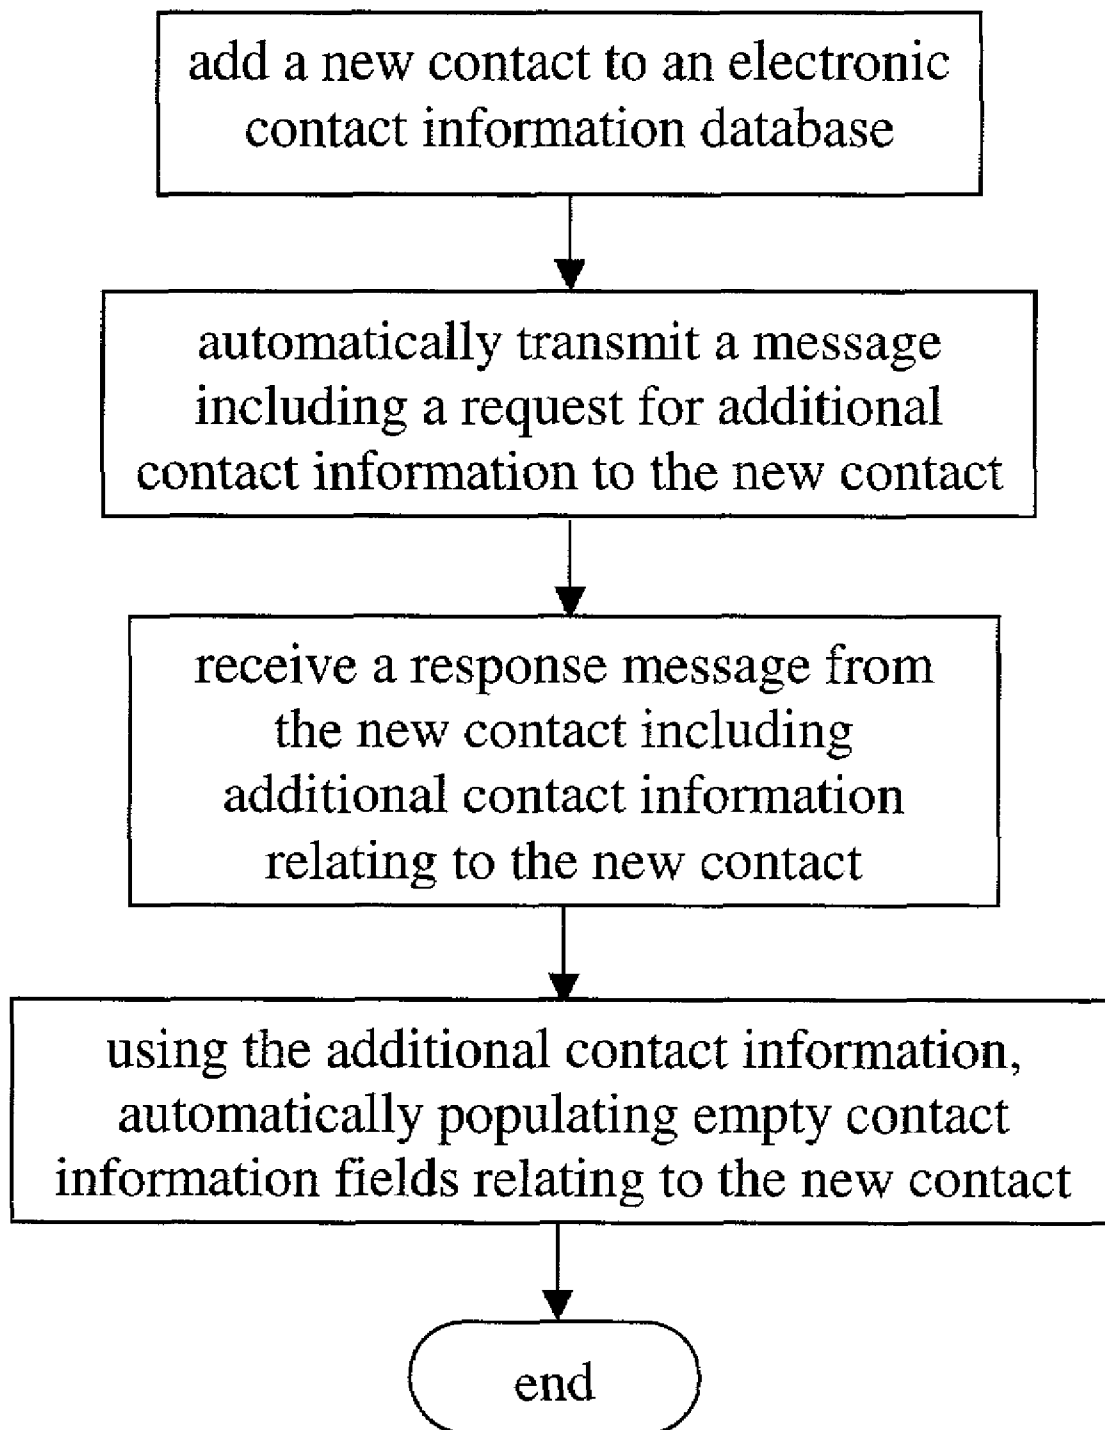 add a new contact to an electronic
contact information database
automatically transmit a message
including a request for additional
contact information to the new contact
receive a response message from
the new contact including
additional contact information
relating to the new contact
using the additional contact information,
automatically populating empty contact
information fields relating to the new contact
end